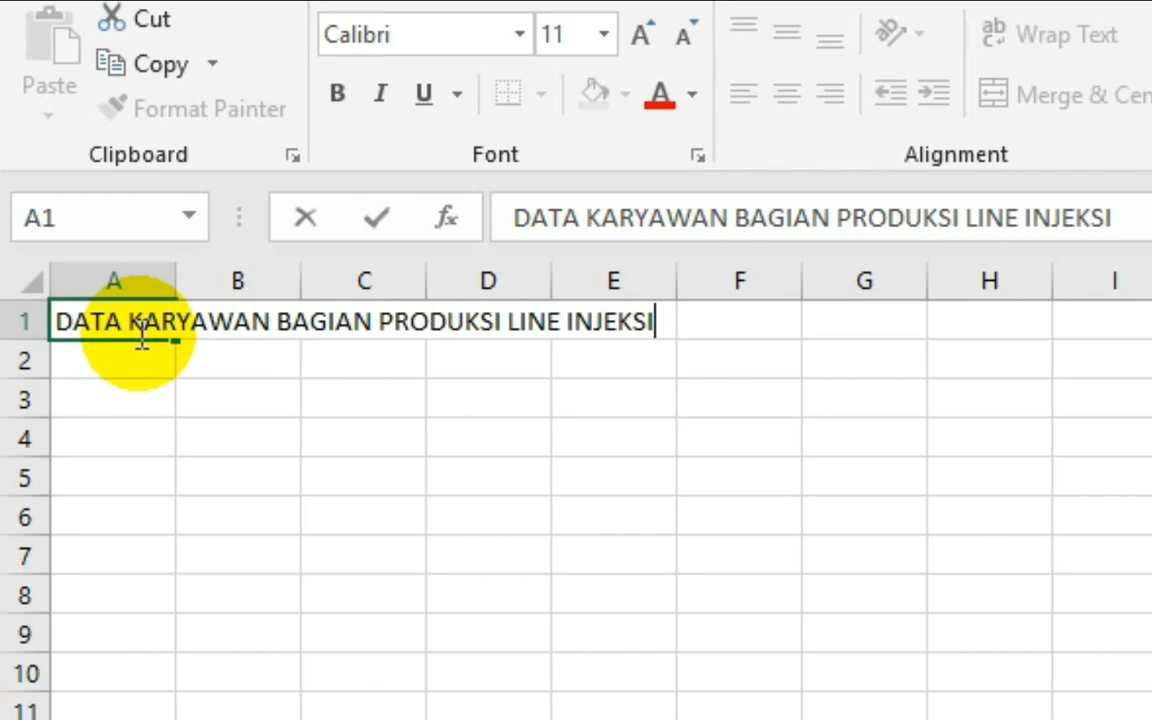 Cut
Calibri 11 A A ab c Wrap Text
Paste Copy
Format Painter B I U A Merge & Cen
Clipboard Font Alignment
A1 fx DATA KARYAWAN BAGIAN PRODUKSI LINE INJEKSI
A B C D E F G H I
1 DATA KARYAWAN BAGIAN PRODUKSI LINE INJEKSI
2
3
4
5
6
7
8
9
10
11